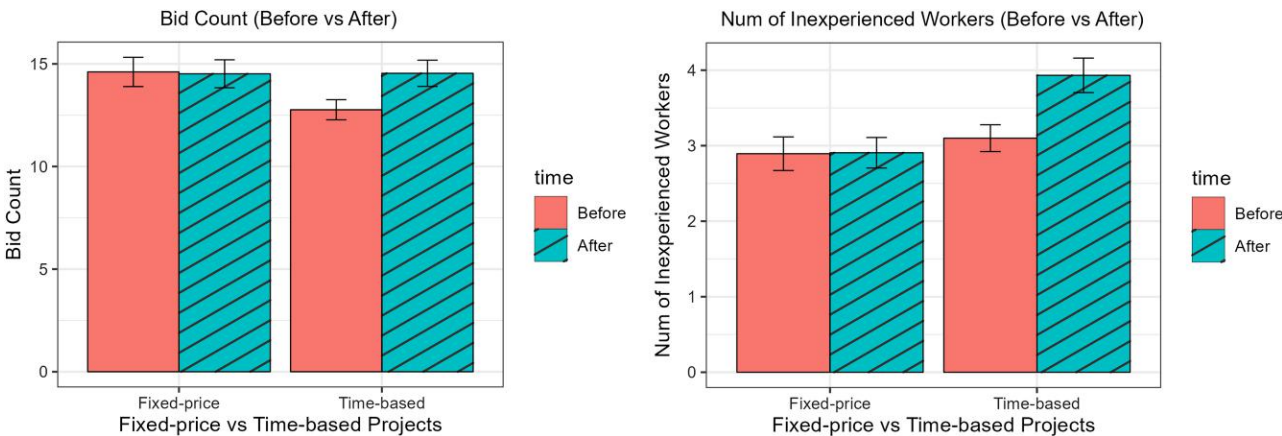 Bid Count (Before vs After)
Bid Count
15
10
5
0
Fixed-price
Time-based
Fixed-price vs Time-based Projects
time
Before
After
Num of Inexperienced Workers (Before vs After)
Num of Inexperienced Workers
4
3
2
1
0
Fixed-price
Time-based
Fixed-price vs Time-based Projects
time
Before
After